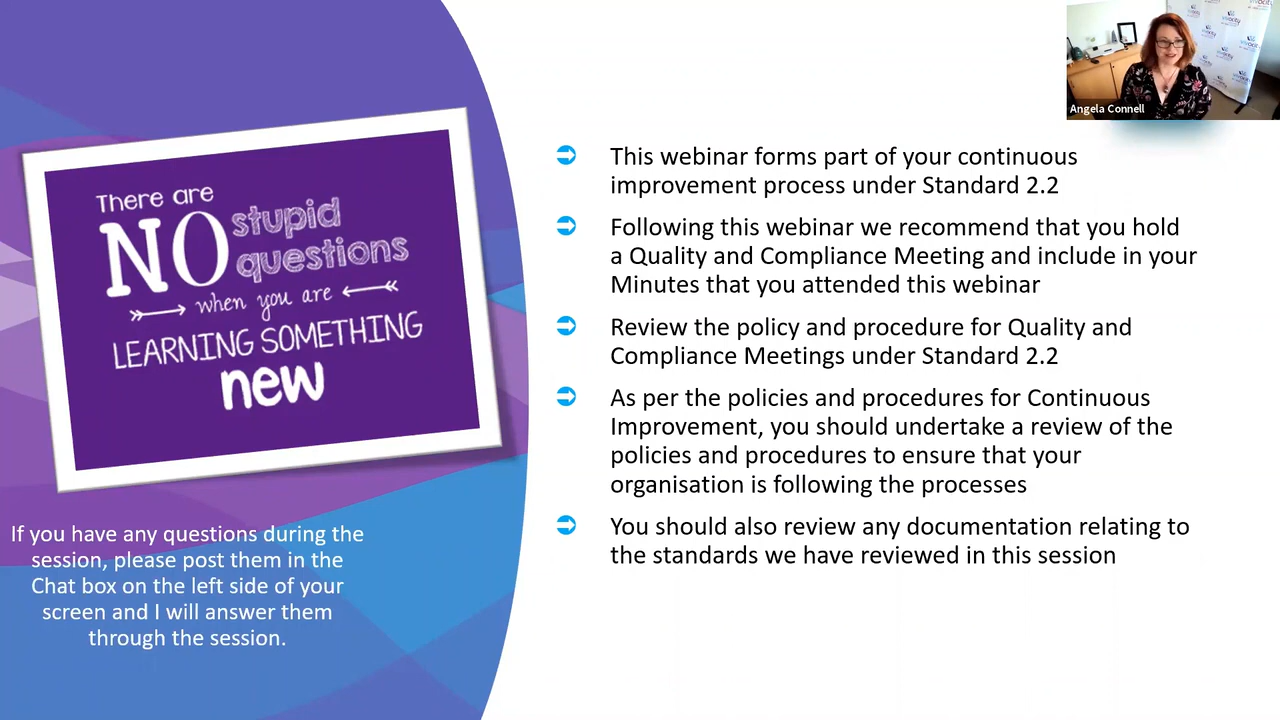 There are
NO stupid
questions
when you are
LEARNING SOMETHING
new
If you have any questions during the
session, please post them in the
Chat box on the left side of your
screen and I will answer them
through the session.
This webinar forms part of your continuous
improvement process under Standard 2.2
Following this webinar we recommend that you hold
a Quality and Compliance Meeting and include in your
Minutes that you attended this webinar
Review the policy and procedure for Quality and
Compliance Meetings under Standard 2.2
As per the policies and procedures for Continuous
Improvement, you should undertake a review of the
policies and procedures to ensure that your
organisation is following the processes
You should also review any documentation relating to
the standards we have reviewed in this session
Angela Connell
vivacity